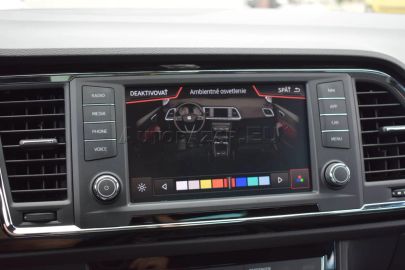 DEAKTIVOVAŤ Ambientné osvetlenie SPÄŤ
RADIO
MEDIA
PHONE
VOICE
NAV
APP
CAR
MENU